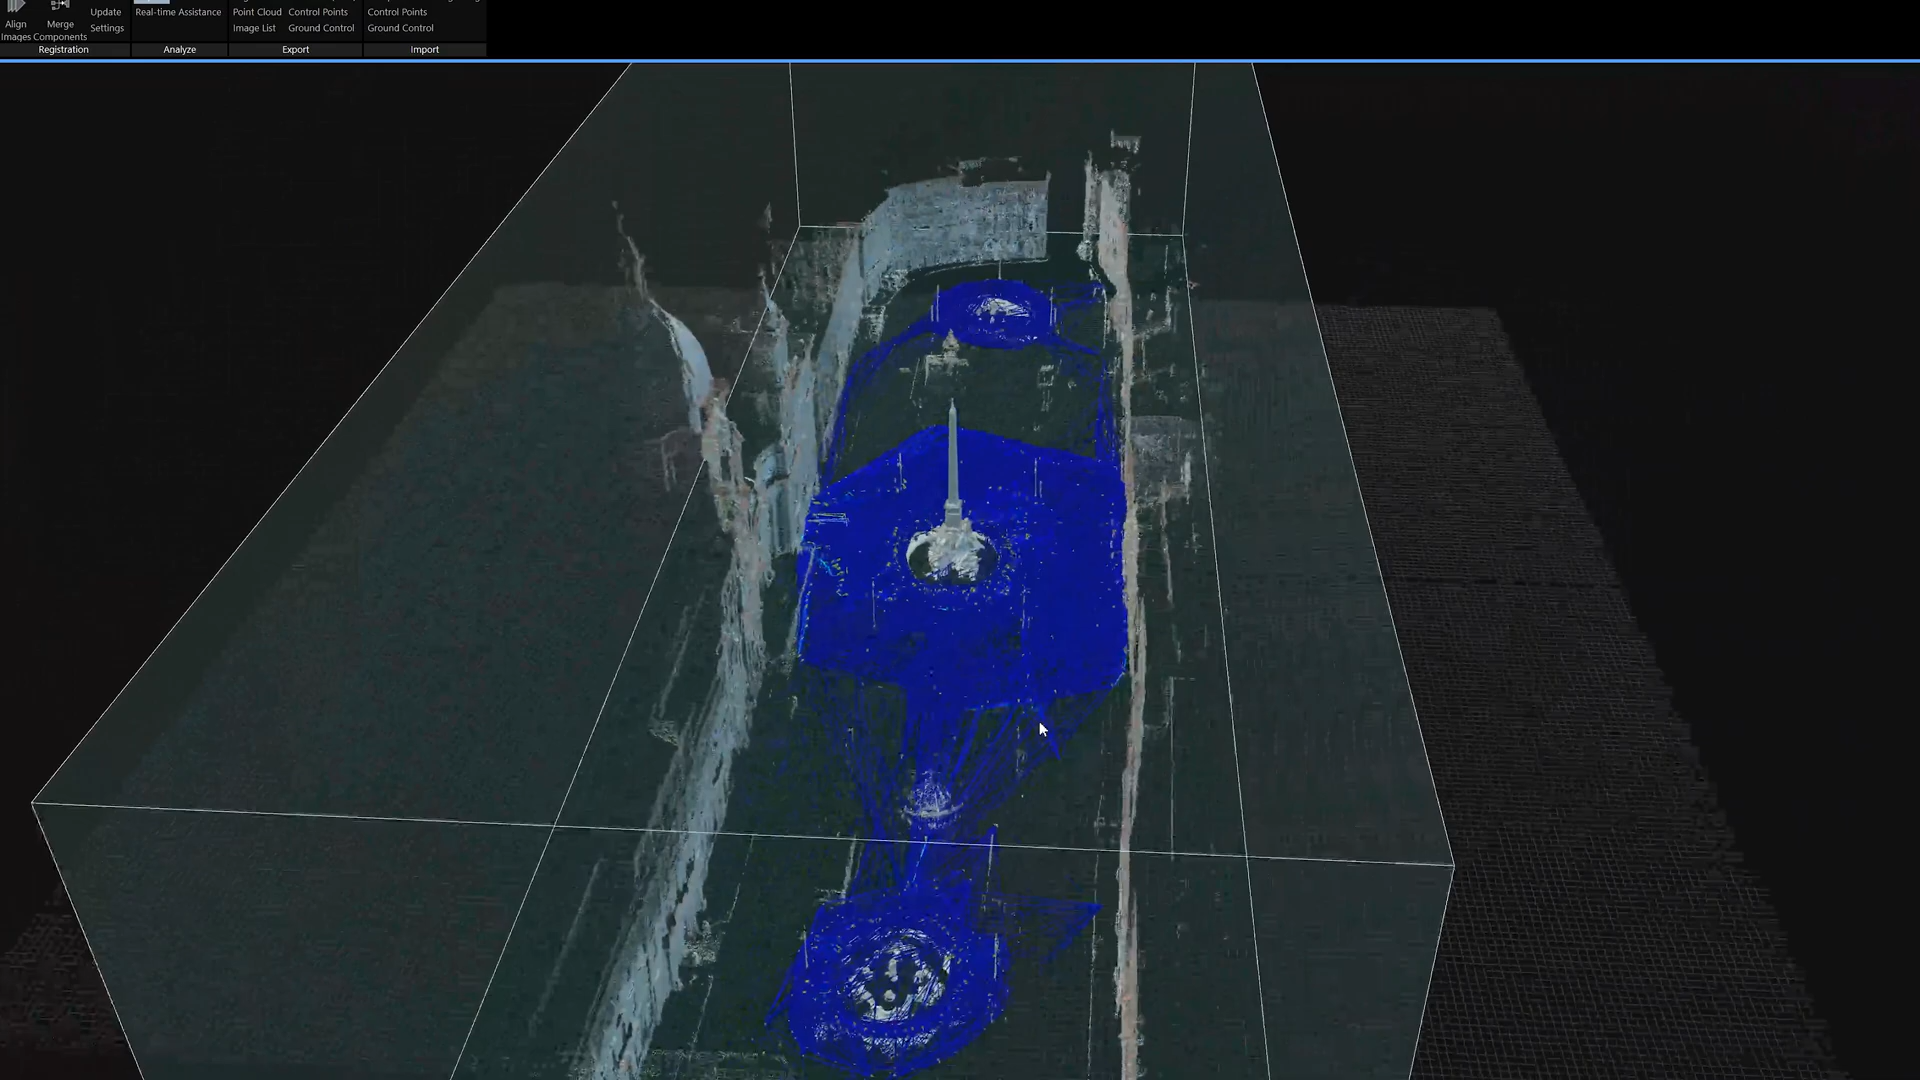 Align
Images
Merge
Components
Update
Settings
Registration
Real-time Assistance
Analyze
Point Cloud
Control Points
Image List
Ground Control
Export
Control Points
Ground Control
Import